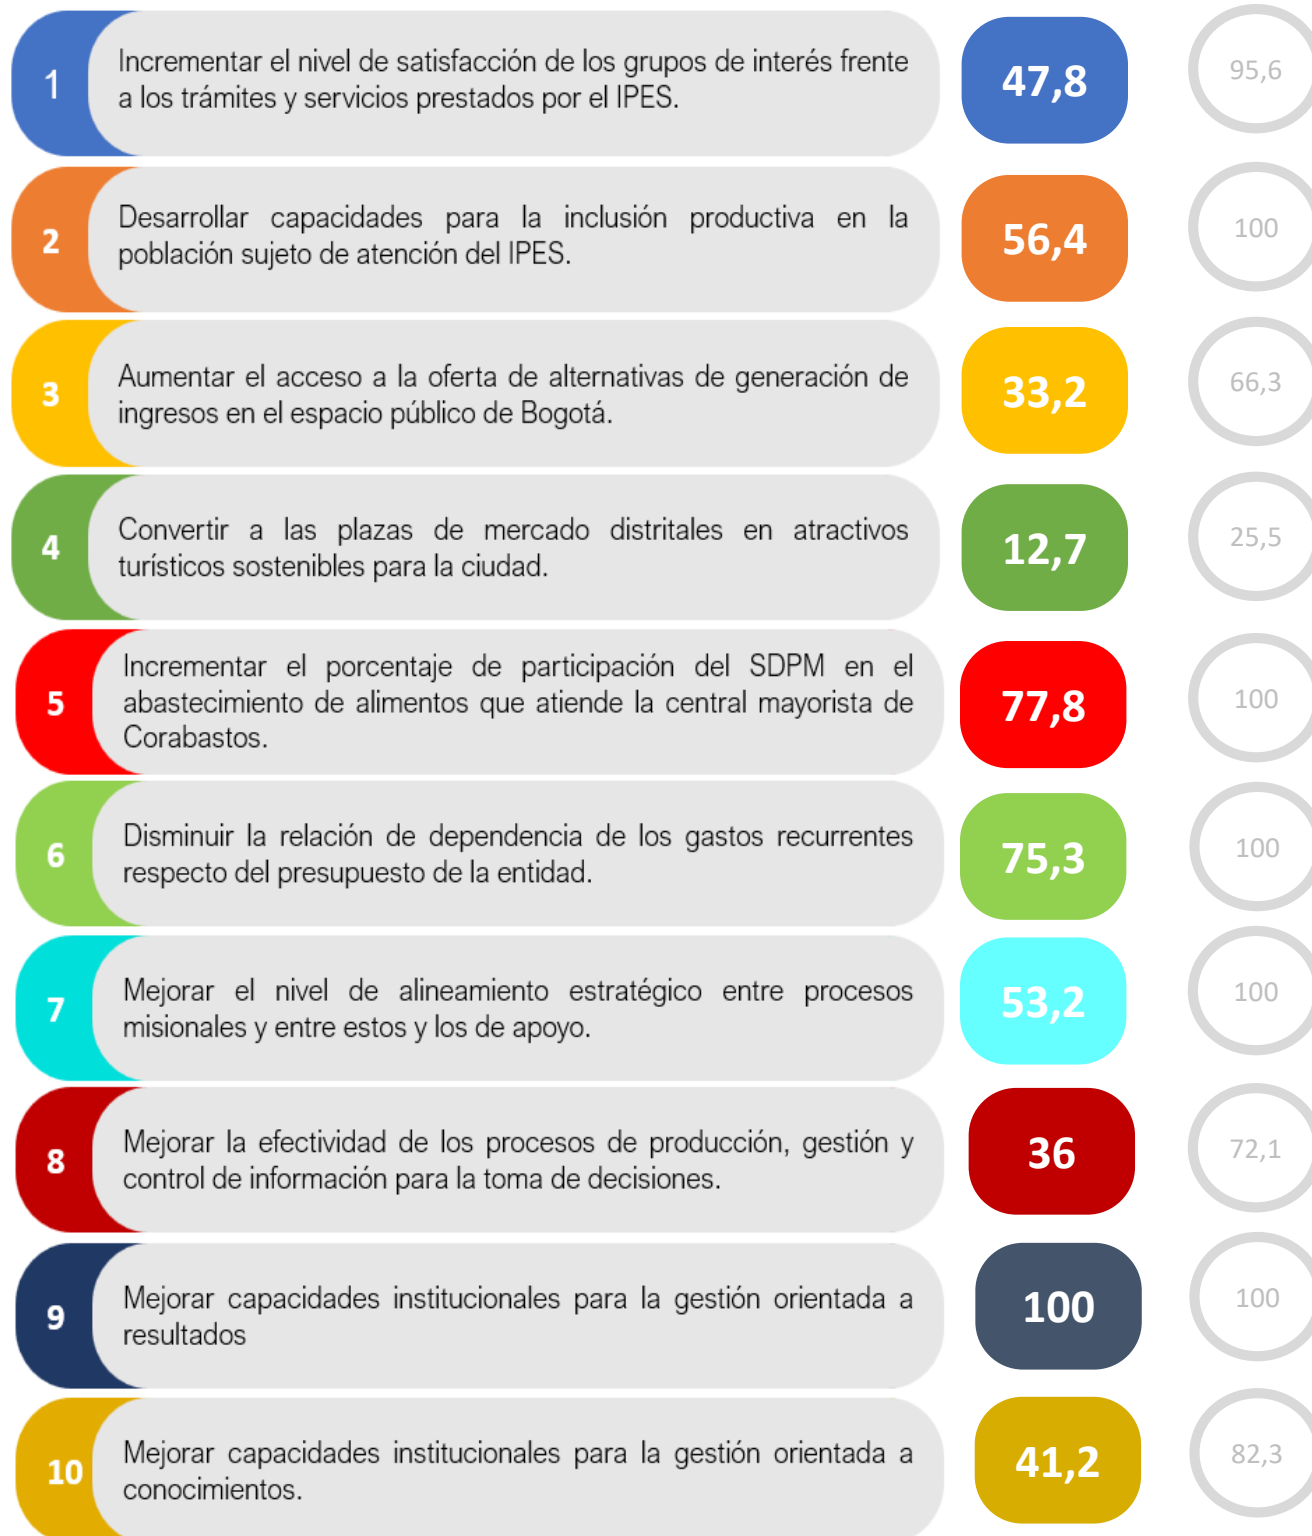 1
Incrementar el nivel de satisfacción de los grupos de interés frente
a los trámites y servicios prestados por el IPES.
47,8
95,6
2
Desarrollar capacidades para la inclusión productiva en la
población sujeto de atención del IPES.
56,4
100
3
Aumentar el acceso a la oferta de alternativas de generación de
ingresos en el espacio público de Bogotá.
33,2
66,3
4
Convertir a las plazas de mercado distritales en atractivos
turísticos sostenibles para la ciudad.
12,7
25,5
5
Incrementar el porcentaje de participación del SDPM en el
abastecimiento de alimentos que atiende la central mayorista de
Corabastos.
77,8
100
6
Disminuir la relación de dependencia de los gastos recurrentes
respecto del presupuesto de la entidad.
75,3
100
7
Mejorar el nivel de alineamiento estratégico entre procesos
misionales y entre estos y los de apoyo.
53,2
100
8
Mejorar la efectividad de los procesos de producción, gestión y
control de información para la toma de decisiones.
36
72,1
9
Mejorar capacidades institucionales para la gestión orientada a
resultados
100
100
10
Mejorar capacidades institucionales para la gestión orientada a
conocimientos.
41,2
82,3